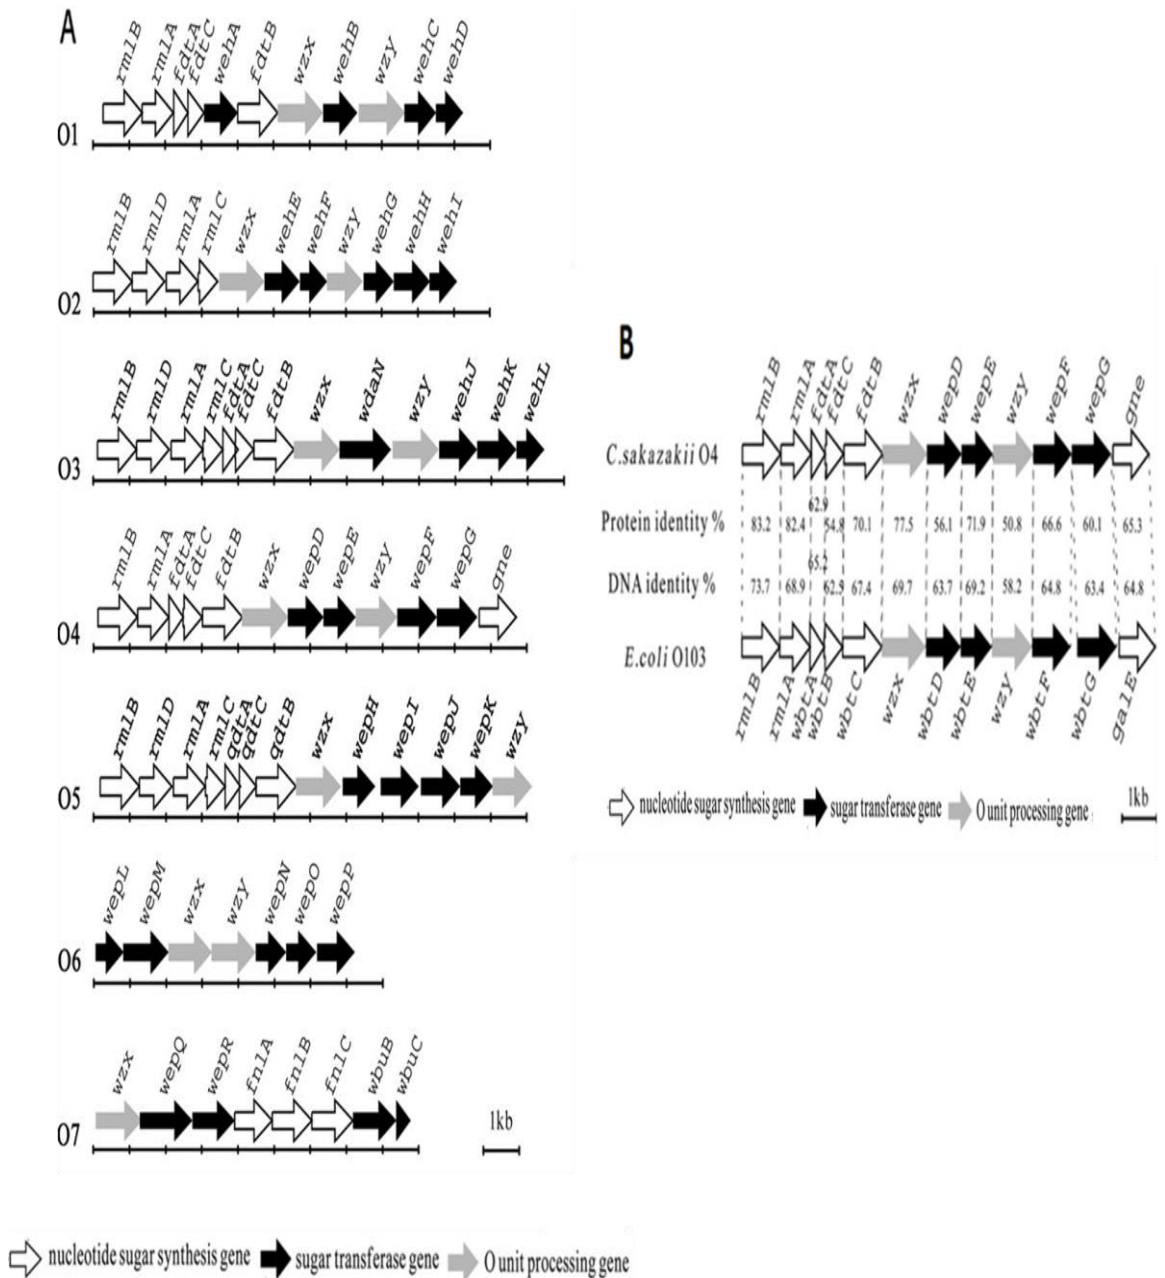 A
rmlB rmlA fdtA fdtC wehA fdtB wzx wehB wzy wehC wehD
O1
rmlB rmlD rmlA rmlC wzx wehE wehF wzy wehG wehH wehI
O2
rmlB rmlD rmlA rmlC fdtA fdtC fdtB wzx wdaN wzy wehJ wehK wehL
O3
rmlB rmlA fdtA fdtC fdtB wzx wepD wepE wzy wepF wepG gne
O4
rmlB rmlD rmlA rmlC qdtA qdtC qdtB wzx wepH wepI wepJ wepK wzy
O5
wepL wepM wzx wzy wepN wepO wepP
O6
wzx wepQ wepR fnlA fnlB fnlC wbuB wbuC
O7
1kb
nucleotide sugar synthesis gene sugar transferase gene O unit processing gene
B
rmlB rmlA fdtA fdtC fdtB wzx wepD wepE wzy wepF wepG gne
C.sakazakii O4
62.9
Protein identity % 83.2 82.4 54.8 70.1 77.5 56.1 71.9 50.8 66.6 60.1 65.3
65.2
DNA identity % 73.7 68.9 62.5 67.4 69.7 63.7 69.2 58.2 64.8 63.4 64.8
E.coli O103
rmlB rmlA wbtA wbtB wbtC wzx wbtD wbtE wzy wbtF wbtG galE
nucleotide sugar synthesis gene sugar transferase gene O unit processing gene
1kb